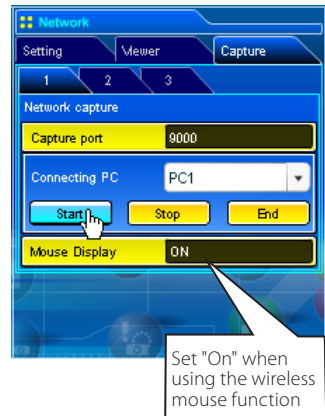 Network
Setting Viewer Capture
1 2 3
Network capture
Capture port 9000
Connecting PC PC1
Start Stop End
Mouse Display ON
Set "On" when
using the wireless
mouse function